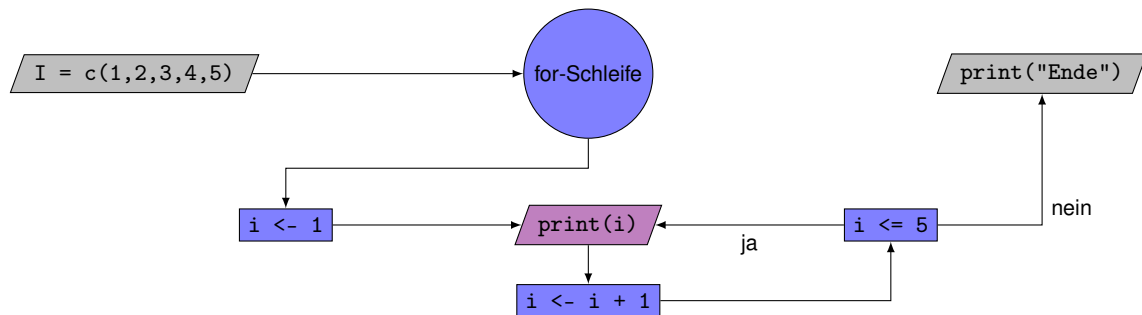 I = c(1,2,3,4,5)
for-Schleife
print("Ende")
i <- 1
print(i)
ja
i <= 5
nein
i <- i + 1